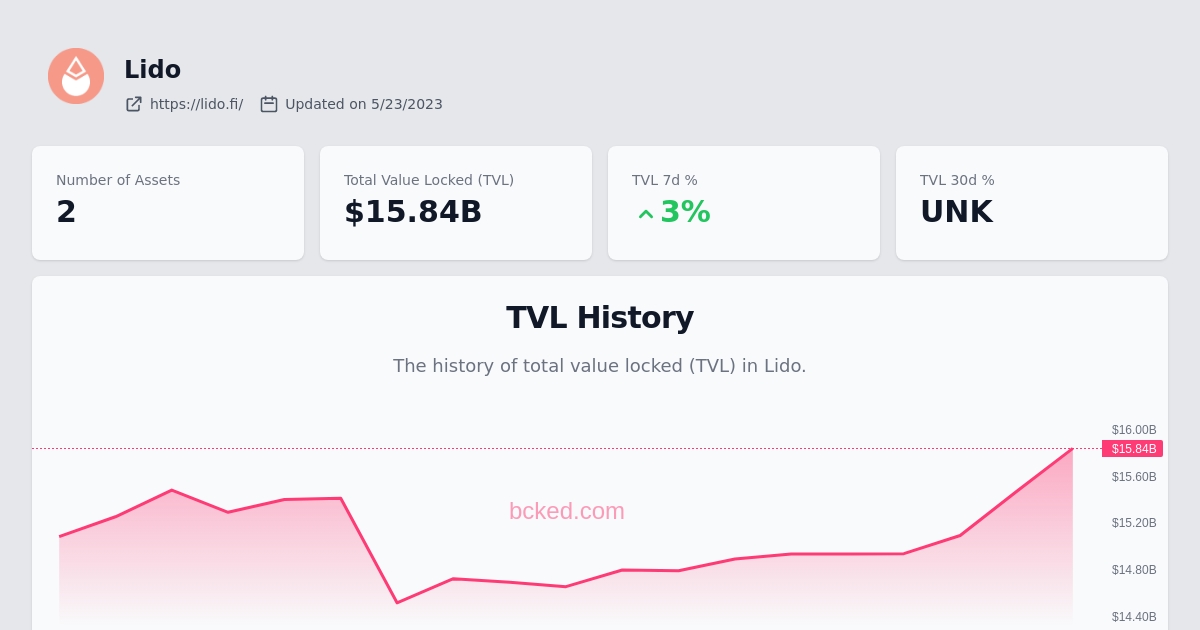 Lido
https://lido.fi/ Updated on 5/23/2023
Number of Assets
2
Total Value Locked (TVL)
$15.84B
TVL 7d %
3%
TVL 30d %
UNK
TVL History
The history of total value locked (TVL) in Lido.
$16.00B
$15.84B
$15.60B
bcked.com
$15.20B
$14.80B
$14.40B